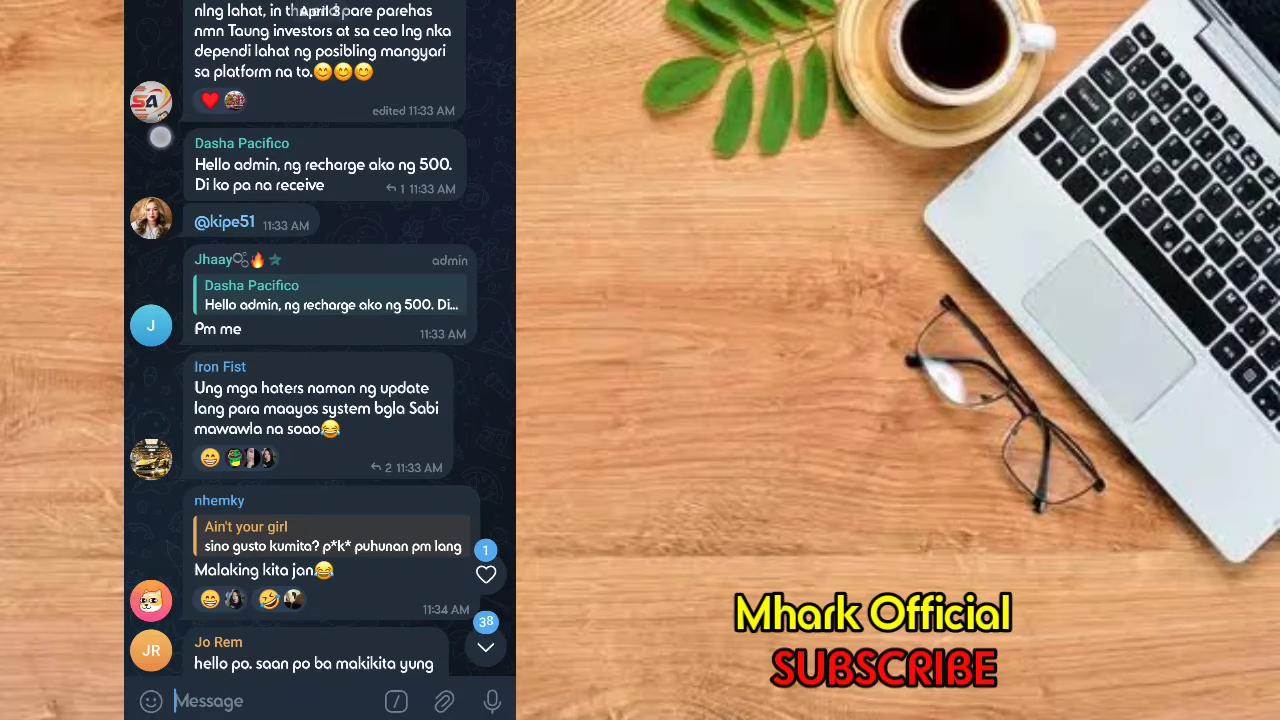 nlng lahat, in the end pare parehas
April 3
nmn Taung investors at sa ceo lng nka
dependi lahat ng posibling mangyari
sa platform na to.😊😊😊
edited 11:33 AM
SA
Dasha Pacifico
Hello admin, ng recharge ako ng 500.
Di ko pa na receive
1 11:33 AM
@kipe51 11:33 AM
Jhaay🫧🔥 admin
Dasha Pacifico
Hello admin, ng recharge ako ng 500. Di...
Pm me
11:33 AM
J
Iron Fist
Ung mga haters naman ng update
lang para maayos system bgla Sabi
mawawla na soao😂
2 11:33 AM
nhemky
Ain't your girl
sino gusto kumita? p*k* puhunan pm lang
Malaking kita jan😂
11:34 AM
1
38
JR
Jo Rem
hello po. saan po ba makikita yung
Message
Mhark Official
SUBSCRIBE